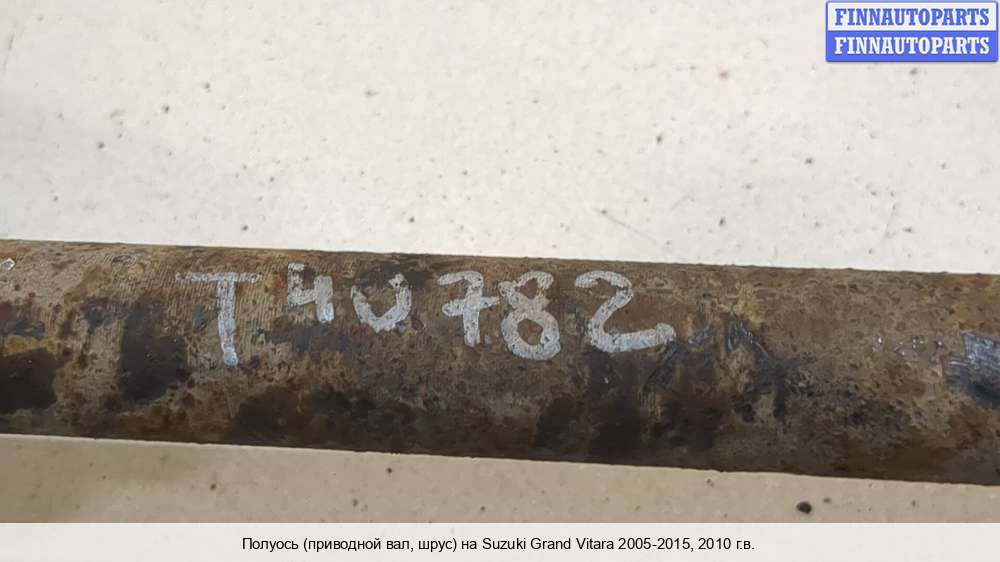 FINNAUTOPARTS
FINNAUTOPARTS
T40782
Полуось (приводной вал, шрус) на Suzuki Grand Vitara 2005-2015, 2010 г.в.